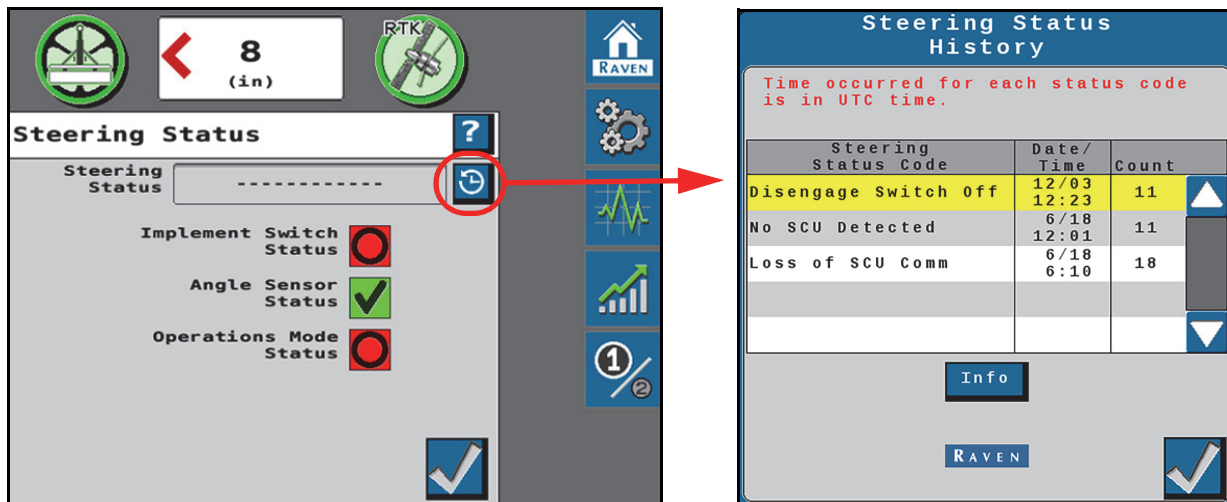 8
(in)
RTK
RAVEN
Steering Status
?
Steering
Status
------------
Implement Switch
Status
Angle Sensor
Status
Operations Mode
Status
1/2
Steering Status
History
Time occurred for each status code
is in UTC time.
Steering
Status Code
Date/
Time
Count
Disengage Switch Off
12/03
12:23
11
No SCU Detected
6/18
12:01
11
Loss of SCU Comm
6/18
6:10
18
Info
RAVEN